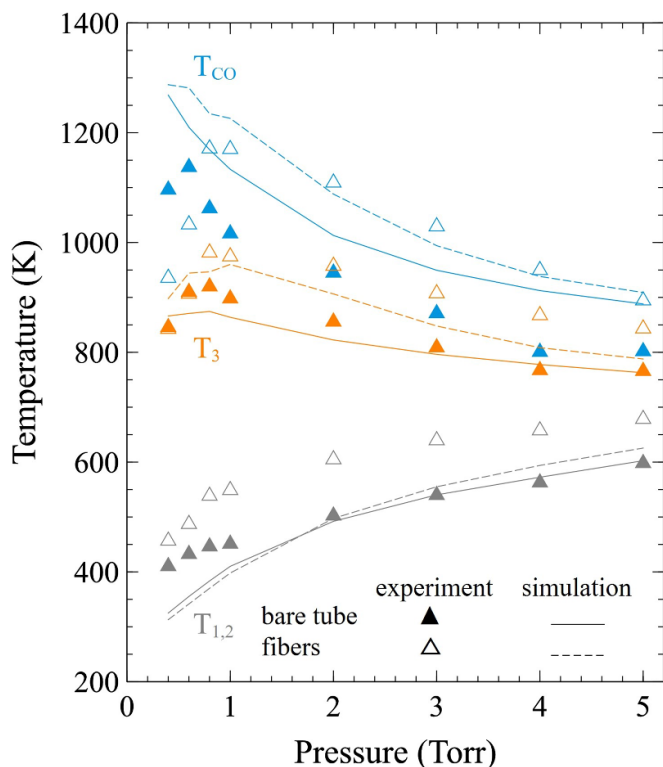 1400
1200
1000
800
600
400
200
Temperature (K)
T_CO
T_3
T_1,2
experiment simulation
bare tube
fibers
0 1 2 3 4 5
Pressure (Torr)